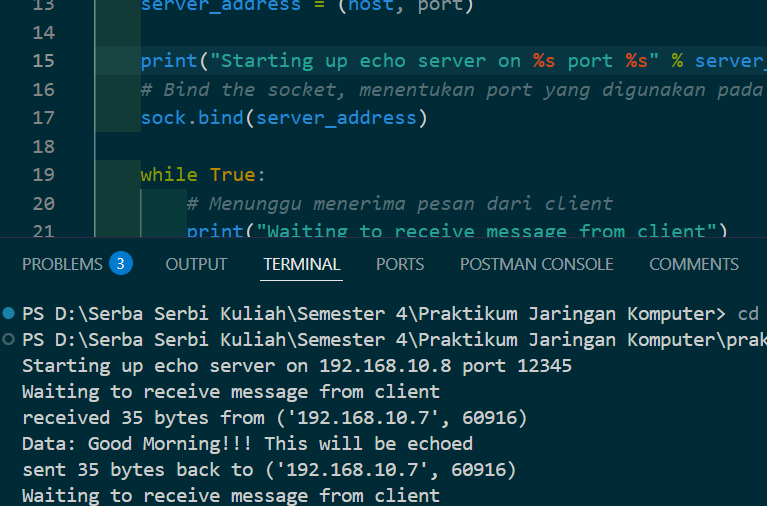 13 server_address = (host, port)
14
15 print("Starting up echo server on %s port %s" % server_
16 # Bind the socket, menentukan port yang digunakan pada
17 sock.bind(server_address)
18
19 while True:
20 # Menunggu menerima pesan dari client
21 print("Waiting to receive message from client")
PROBLEMS 3 OUTPUT TERMINAL PORTS POSTMAN CONSOLE COMMENTS
PS D:\Serba Serbi Kuliah\Semester 4\Praktikum Jaringan Komputer> cd
PS D:\Serba Serbi Kuliah\Semester 4\Praktikum Jaringan Komputer\prak
Starting up echo server on 192.168.10.8 port 12345
Waiting to receive message from client
received 35 bytes from ('192.168.10.7', 60916)
Data: Good Morning!!! This will be echoed
sent 35 bytes back to ('192.168.10.7', 60916)
Waiting to receive message from client